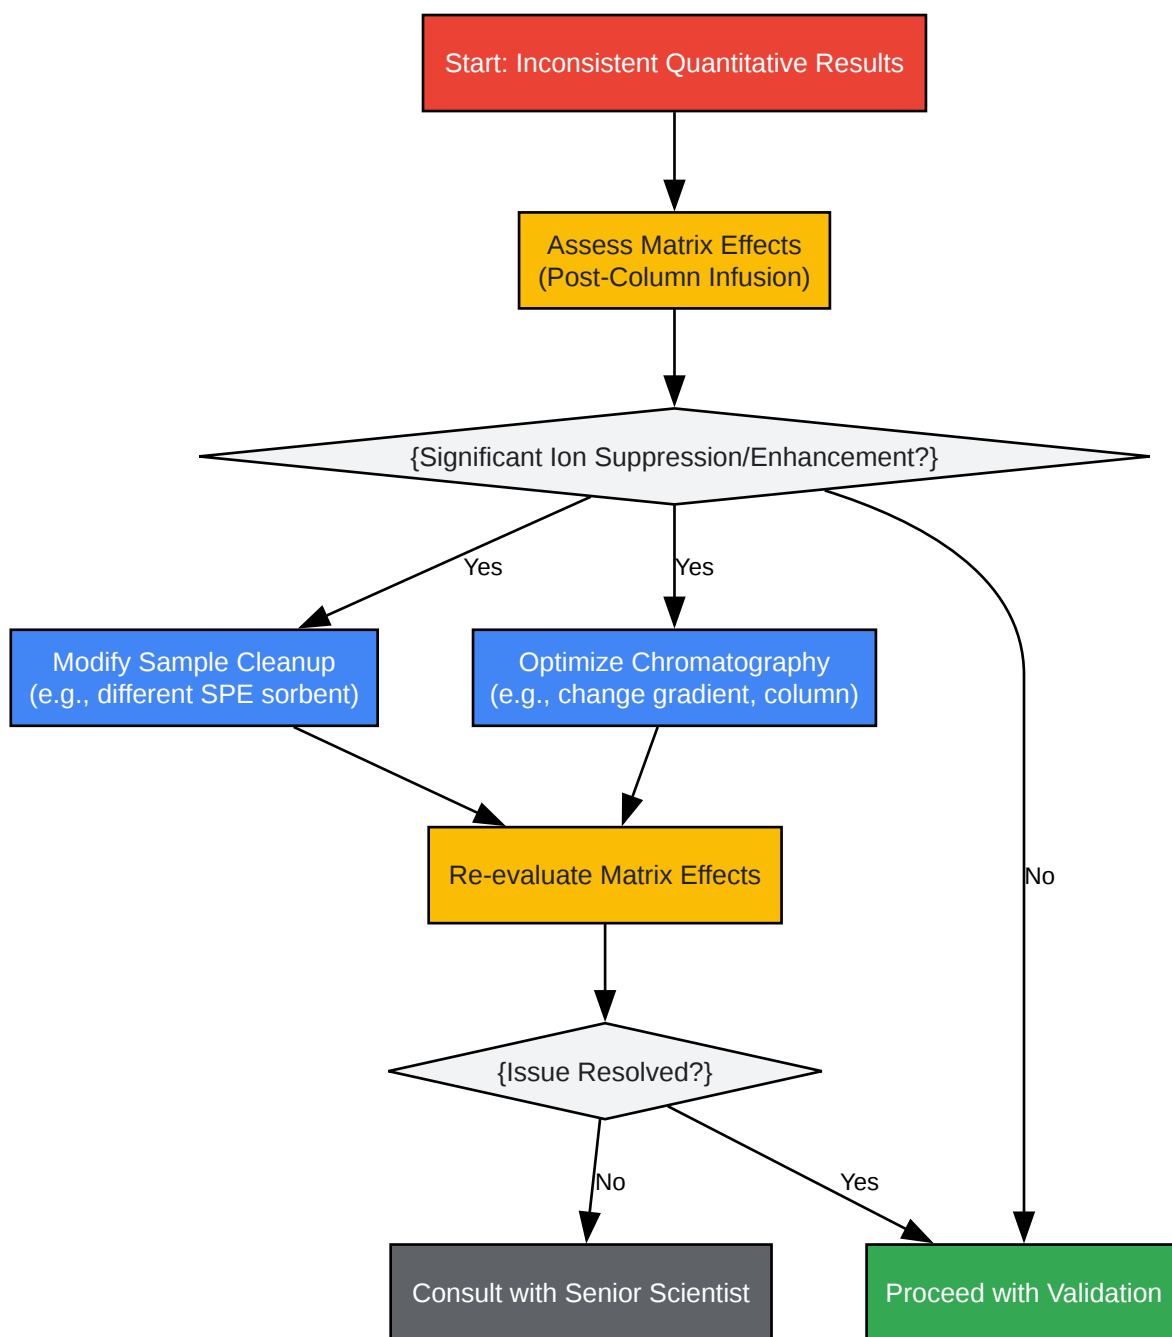 Start: Inconsistent Quantitative Results
Assess Matrix Effects
(Post-Column Infusion)
{Significant Ion Suppression/Enhancement?}
Yes
Yes
Modify Sample Cleanup
(e.g., different SPE sorbent)
Optimize Chromatography
(e.g., change gradient, column)
Re-evaluate Matrix Effects
No
{Issue Resolved?}
No
Yes
Consult with Senior Scientist
Proceed with Validation